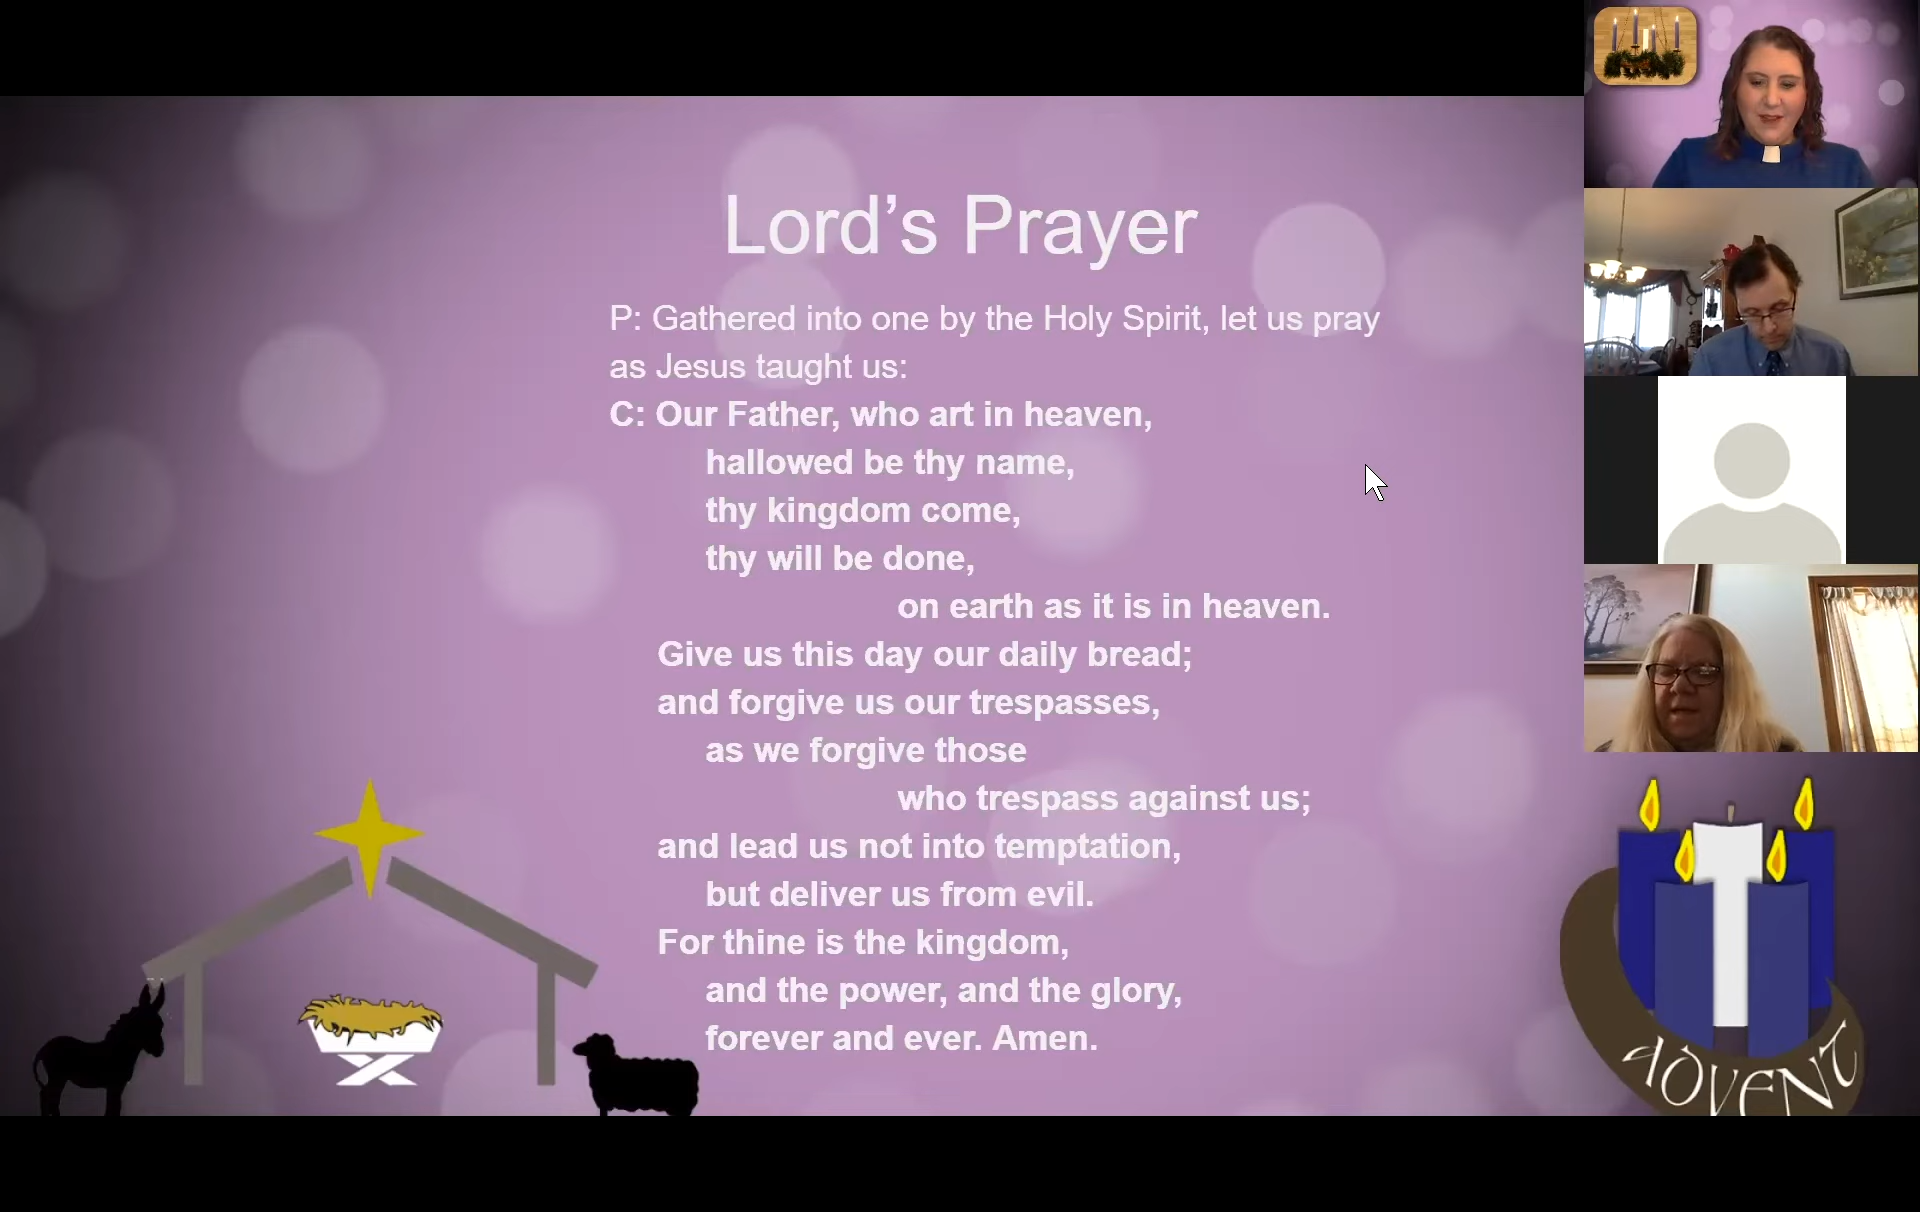 Lord’s Prayer
P: Gathered into one by the Holy Spirit, let us pray
as Jesus taught us:
C: Our Father, who art in heaven,
hallowed be thy name,
thy kingdom come,
thy will be done,
on earth as it is in heaven.
Give us this day our daily bread;
and forgive us our trespasses,
as we forgive those
who trespass against us;
and lead us not into temptation,
but deliver us from evil.
For thine is the kingdom,
and the power, and the glory,
forever and ever. Amen.
ADVENT